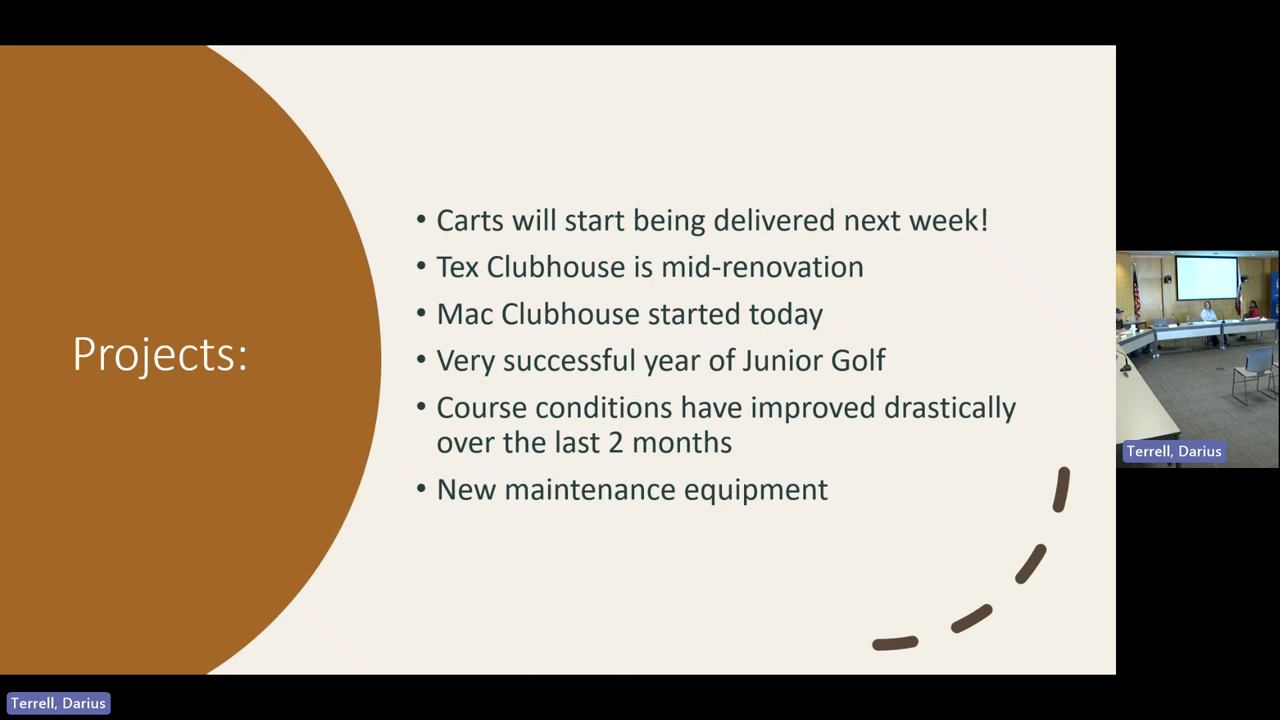 Projects:
• Carts will start being delivered next week!
• Tex Clubhouse is mid-renovation
• Mac Clubhouse started today
• Very successful year of Junior Golf
• Course conditions have improved drastically
over the last 2 months
• New maintenance equipment
Terrell, Darius
Terrell, Darius